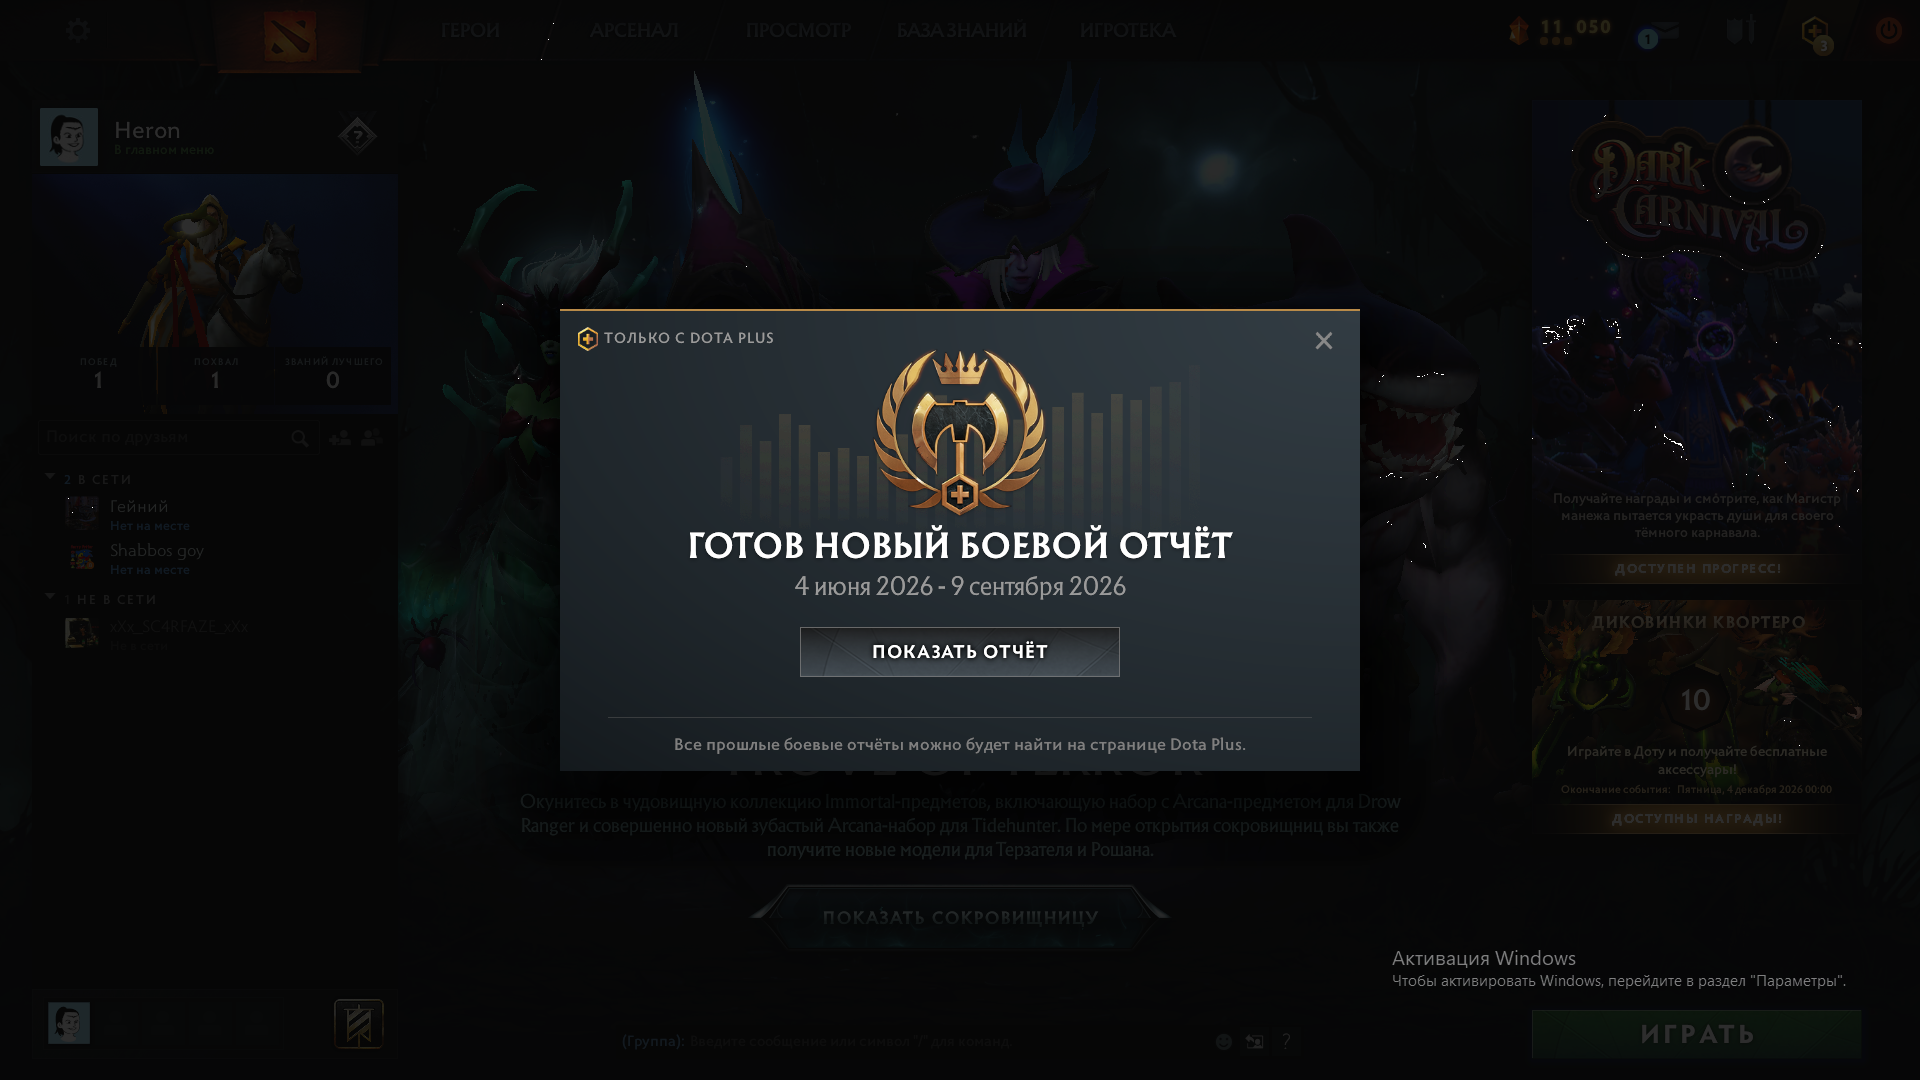 ГЕРОИ
АРСЕНАЛ
ПРОСМОТР
БАЗА ЗНАНИЙ
ИГРОТЕКА
11 050
1
3
Heron
В главном меню
?
ПОБЕД
ПОХВАЛ
ЗВАНИЙ ЛУЧШЕГО
1
1
0
Поиск по друзьям
2 В СЕТИ
Гейний
Нет на месте
Shabbos goy
Нет на месте
1 НЕ В СЕТИ
xXx_SC4RFAZE_xXx
Не в сети
ТОЛЬКО С DOTA PLUS
ГОТОВ НОВЫЙ БОЕВОЙ ОТЧЁТ
4 июня 2026 - 9 сентября 2026
ПОКАЗАТЬ ОТЧЁТ
Все прошлые боевые отчёты можно будет найти на странице Dota Plus.
TROVE OF TERROR
Окунитесь в чудовищную коллекцию Immortal-предметов, включающую набор с Arcana-предметом для Drow
Ranger и совершенно новый зубастый Arcana-набор для Tidehunter. По мере открытия сокровищниц вы также
получите новые модели для Терзателя и Рошана.
ПОКАЗАТЬ СОКРОВИЩНИЦУ
(Группа): Введите сообщение или символ "/" для команд.
?
DARK
CARNIVAL
Получайте награды и смотрите, как Магистр
манежа пытается украсть души для своего
тёмного карнавала.
ДОСТУПЕН ПРОГРЕСС!
ДИКОВИНКИ КВОРТЕРО
10
Играйте в Доту и получайте бесплатные
аксессуары!
Окончание события: Пятница, 4 декабря 2026 00:00
ДОСТУПНЫ НАГРАДЫ!
Активация Windows
Чтобы активировать Windows, перейдите в раздел "Параметры".
ИГРАТЬ